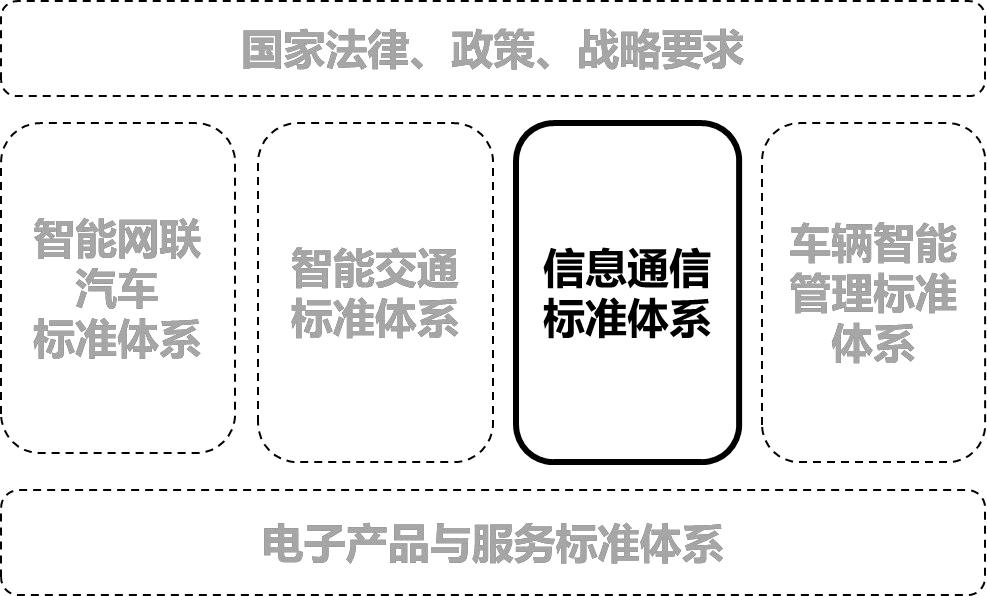 国家法律、政策、战略要求
智能网联
汽车
标准体系
智能交通
标准体系
信息通信
标准体系
车辆智能
管理标准
体系
电子产品与服务标准体系